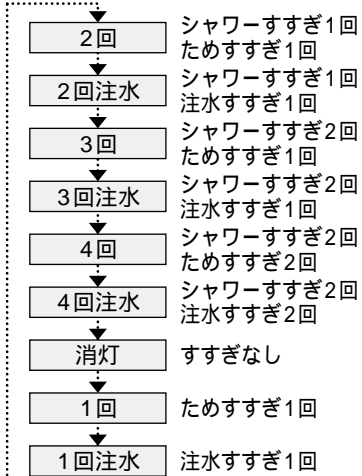 2回
シャワーすすぎ1回
ためすすぎ1回
2回注水
シャワーすすぎ1回
注水すすぎ1回
3回
シャワーすすぎ2回
ためすすぎ1回
3回注水
シャワーすすぎ2回
注水すすぎ1回
4回
シャワーすすぎ2回
ためすすぎ2回
4回注水
シャワーすすぎ2回
注水すすぎ2回
消灯
すすぎなし
1回
ためすすぎ1回
1回注水
注水すすぎ1回